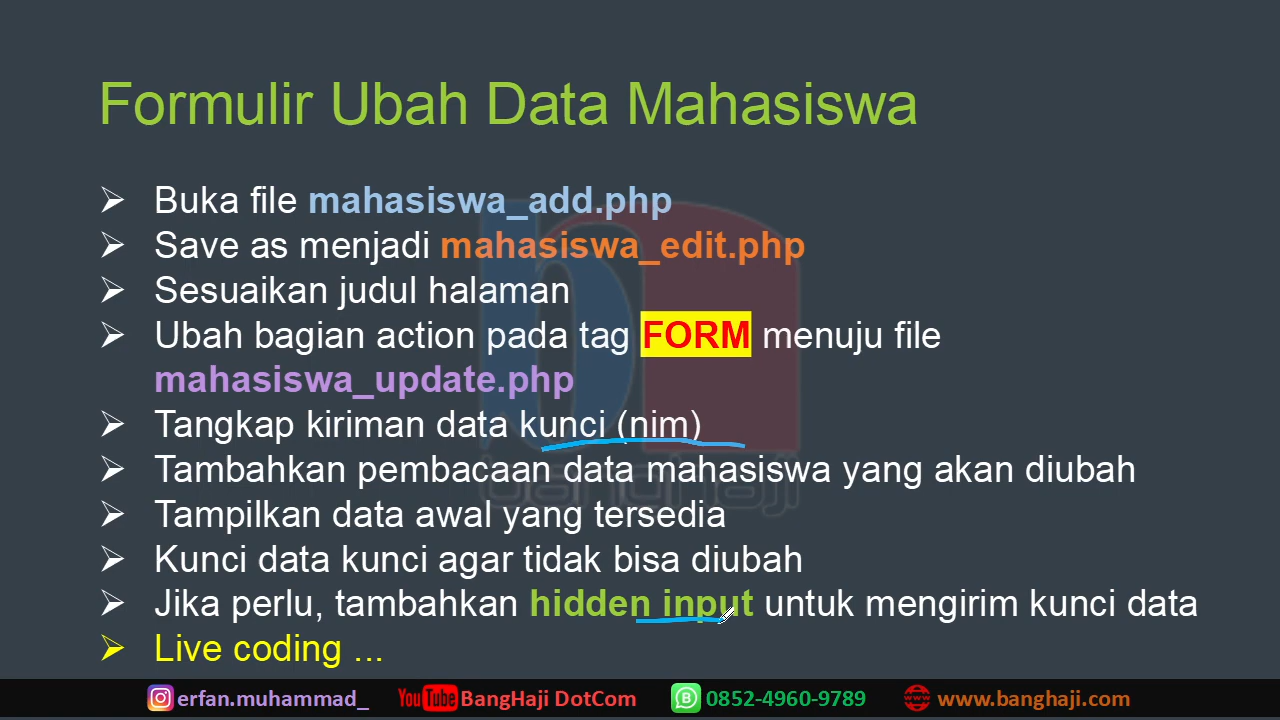 Formulir Ubah Data Mahasiswa
➢ Buka file mahasiswa_add.php
➢ Save as menjadi mahasiswa_edit.php
➢ Sesuaikan judul halaman
➢ Ubah bagian action pada tag FORM menuju file
mahasiswa_update.php
➢ Tangkap kiriman data kunci (nim)
➢ Tambahkan pembacaan data mahasiswa yang akan diubah
➢ Tampilkan data awal yang tersedia
➢ Kunci data kunci agar tidak bisa diubah
➢ Jika perlu, tambahkan hidden input untuk mengirim kunci data
➢ Live coding ...
banghaji
erfan.muhammad_ YouTube BangHaji DotCom 0852-4960-9789 www.banghaji.com